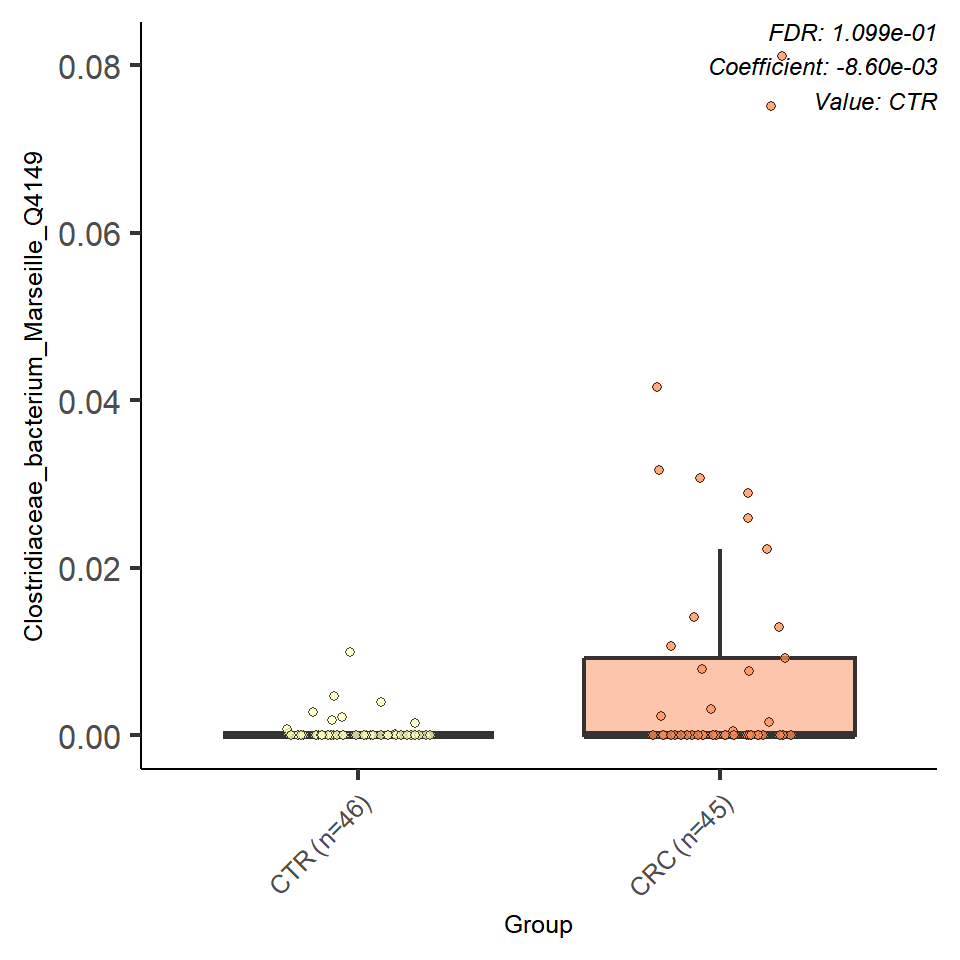 FDR: 1.099e-01
Coefficient: -8.60e-03
Value: CTR
Clostridiaceae_bacterium_Marseille_Q4149
0.08
0.06
0.04
0.02
0.00
CTR (n=46)
CRC (n=45)
Group